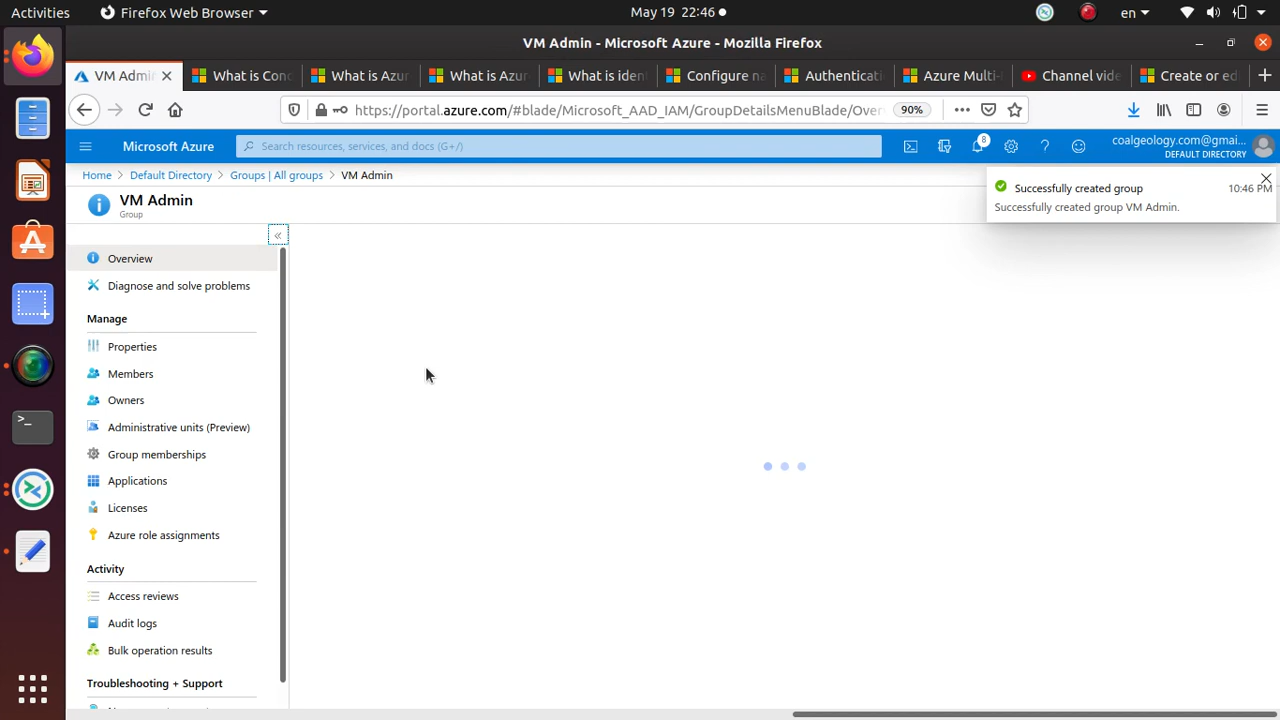 Activities
Firefox Web Browser
May 19 22:46
en
VM Admin - Microsoft Azure - Mozilla Firefox
VM Admi
What is Con
What is Azur
What is Azur
What is iden
Configure na
Authenticati
Azure Multi-
Channel vide
Create or ed
https://portal.azure.com/#blade/Microsoft_AAD_IAM/GroupDetailsMenuBlade/Over
90%
Microsoft Azure
Search resources, services, and docs (G+/)
8
coalgeology.com@gmai...
DEFAULT DIRECTORY
Home > Default Directory > Groups | All groups > VM Admin
VM Admin
Group
Successfully created group
10:46 PM
Successfully created group VM Admin.
Overview
Diagnose and solve problems
Manage
Properties
Members
Owners
Administrative units (Preview)
Group memberships
Applications
Licenses
Azure role assignments
Activity
Access reviews
Audit logs
Bulk operation results
Troubleshooting + Support